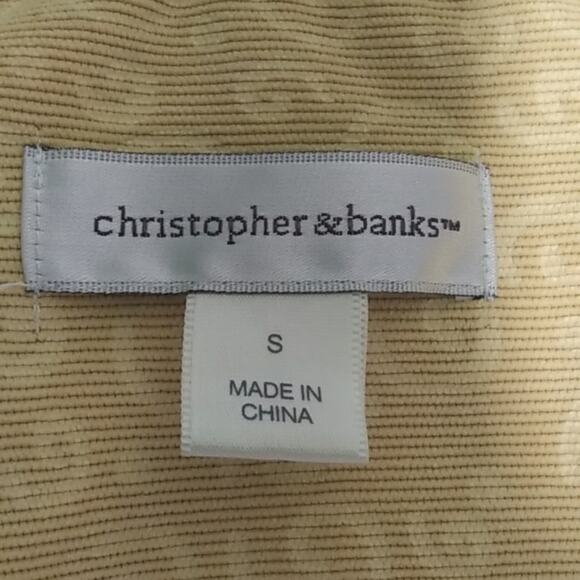 christopher & banks™
S
MADE IN
CHINA